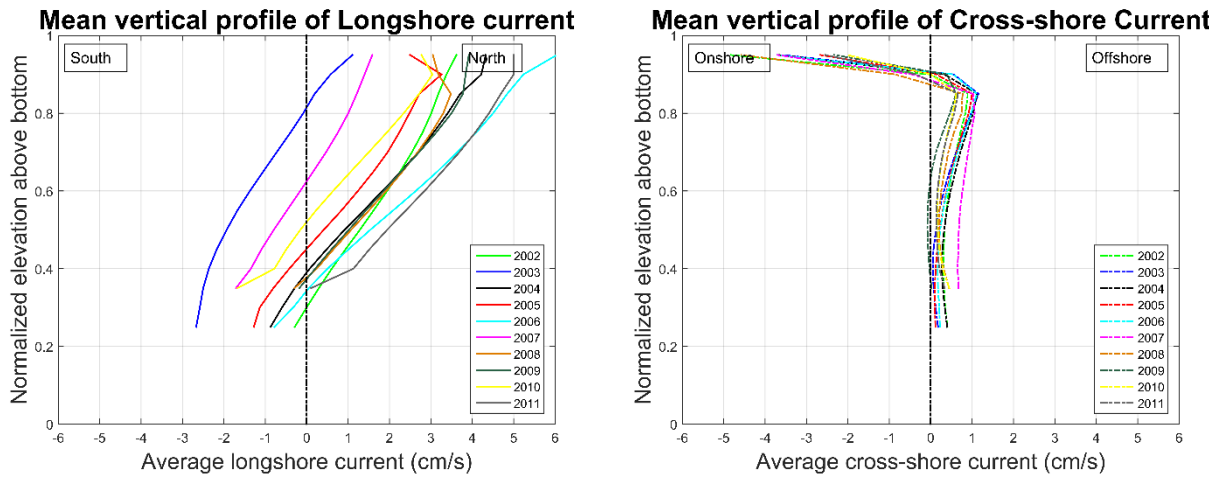 Mean vertical profile of Longshore current
South
North
Normalized elevation above bottom
1
0.8
0.6
0.4
0.2
0
-6 -5 -4 -3 -2 -1 0 1 2 3 4 5 6
Average longshore current (cm/s)
2002
2003
2004
2005
2006
2007
2008
2009
2010
2011
Mean vertical profile of Cross-shore Current
Onshore
Offshore
Normalized elevation above bottom
1
0.8
0.6
0.4
0.2
0
-6 -5 -4 -3 -2 -1 0 1 2 3 4 5 6
Average cross-shore current (cm/s)
2002
2003
2004
2005
2006
2007
2008
2009
2010
2011